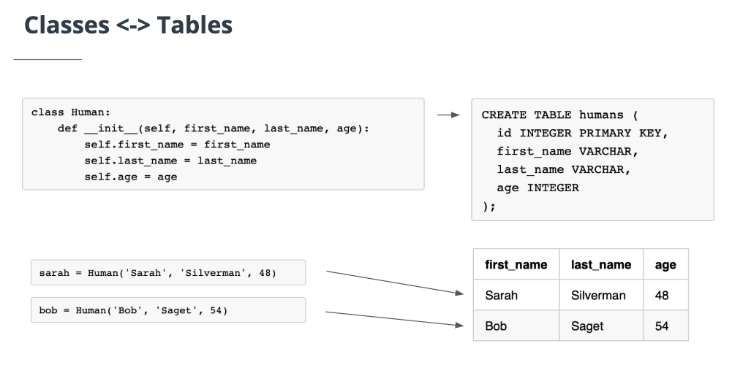 Classes <-> Tables
class Human:
    def __init__(self, first_name, last_name, age):
        self.first_name = first_name
        self.last_name = last_name
        self.age = age
CREATE TABLE humans (
  id INTEGER PRIMARY KEY,
  first_name VARCHAR,
  last_name VARCHAR,
  age INTEGER
);
sarah = Human('Sarah', 'Silverman', 48)
bob = Human('Bob', 'Saget', 54)
first_name last_name age
Sarah Silverman 48
Bob Saget 54